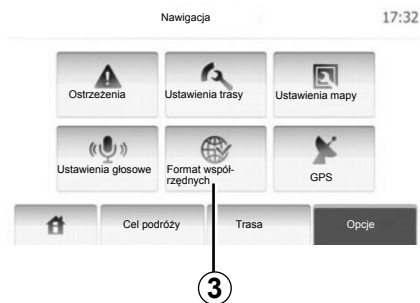 Nawigacja
17:32
Ostrzeżenia
Ustawienia trasy
Ustawienia mapy
Ustawienia głosowe
Format współ-
rzędnych
GPS
Cel podróży
Trasa
Opcje
3